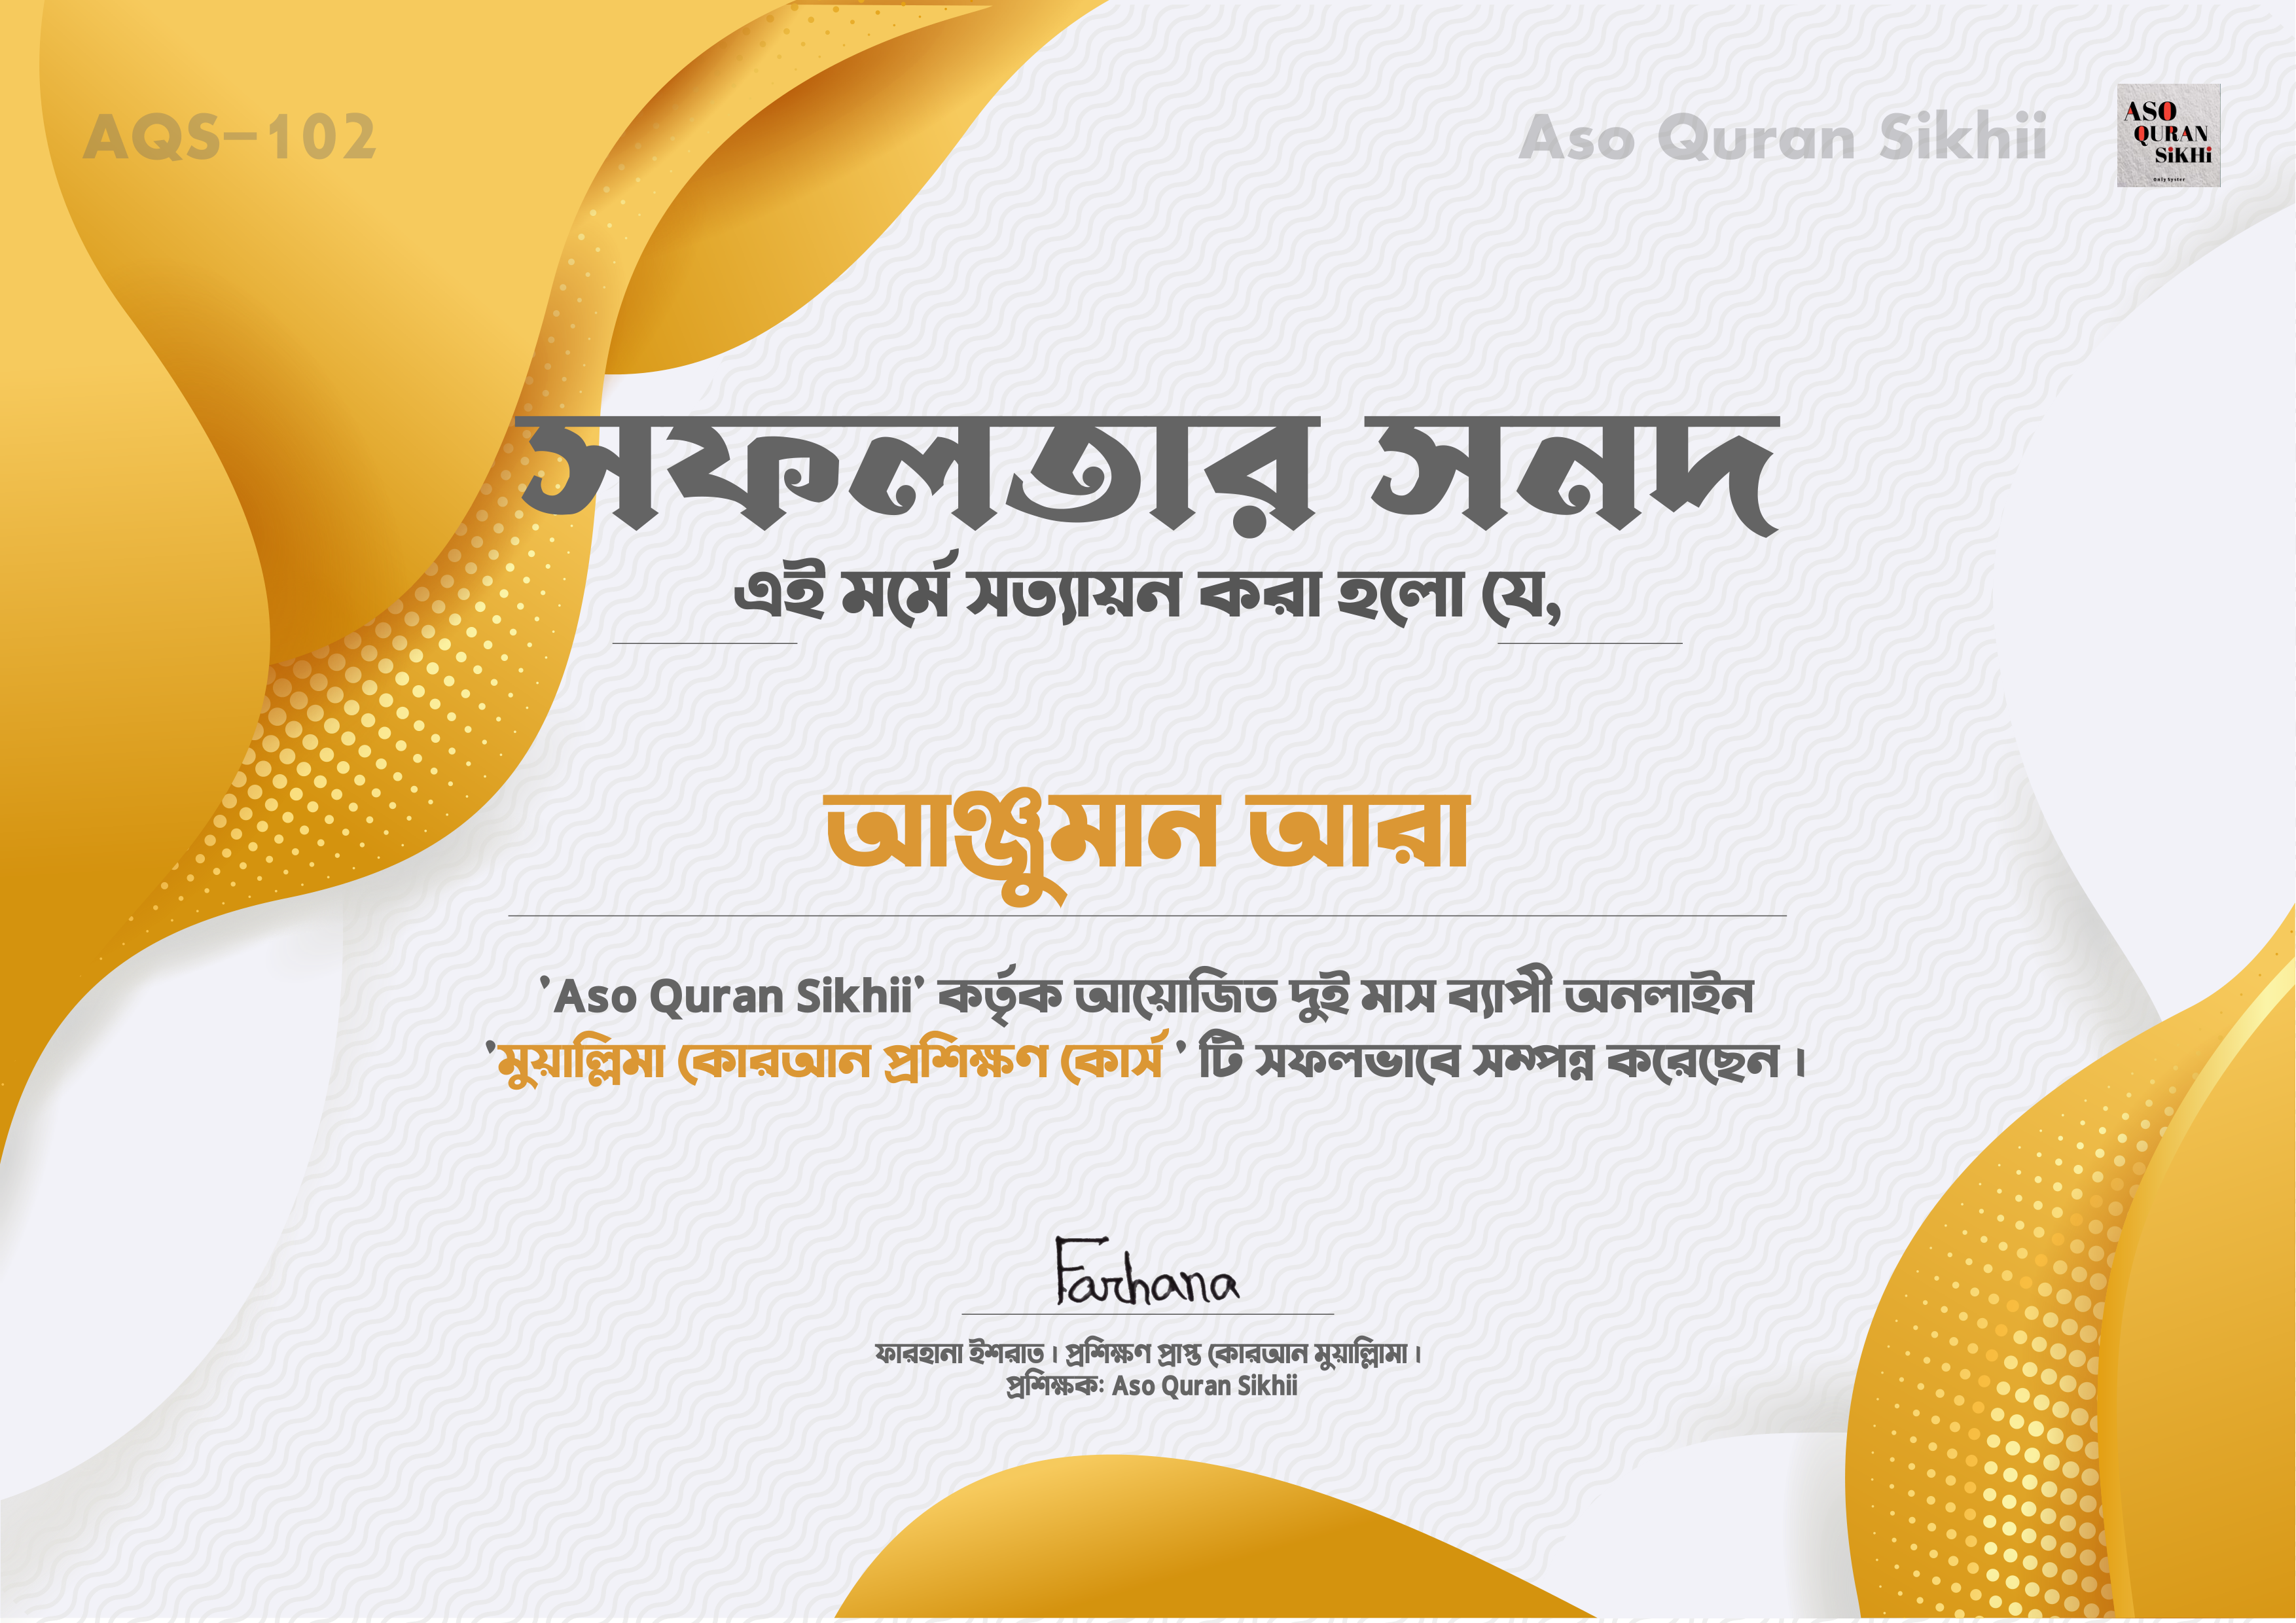 AQS-102
Aso Quran Sikhii
ASO
QURAN
SiKHi
Only Syster
সফলতার সনদ
এই মর্মে সত্যায়ন করা হলো যে,
আঞ্জুমান আরা
'Aso Quran Sikhii' কর্তৃক আয়োজিত দুই মাস ব্যাপী অনলাইন
'মুয়াল্লিমা কোরআন প্রশিক্ষণ কোর্স ' টি সফলভাবে সম্পন্ন করেছেন।
Farhana
ফারহানা ইশরাত। প্রশিক্ষণ প্রাপ্ত কোরআন মুয়াল্লিামা।
প্রশিক্ষক: Aso Quran Sikhii